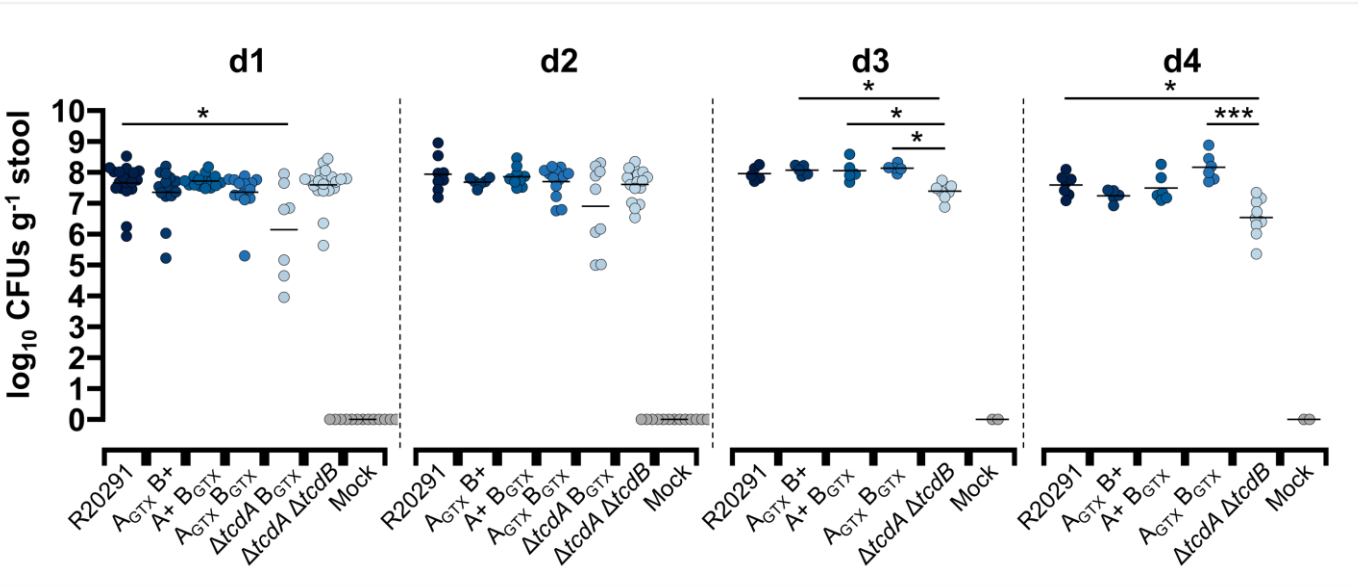 d1 d2 d3 d4
* * * * * ***
log10 CFUs g-1 stool
10
9
8
7
6
5
4
3
2
1
0
R20291 AGTX B+ A+ BGTX AGTX BGTX ΔtcdA BGTX ΔtcdA ΔtcdB Mock
R20291 AGTX B+ A+ BGTX AGTX BGTX ΔtcdA BGTX ΔtcdA ΔtcdB Mock
R20291 AGTX B+ A+ BGTX AGTX BGTX ΔtcdA ΔtcdB Mock
R20291 AGTX B+ A+ BGTX AGTX BGTX ΔtcdA ΔtcdB Mock